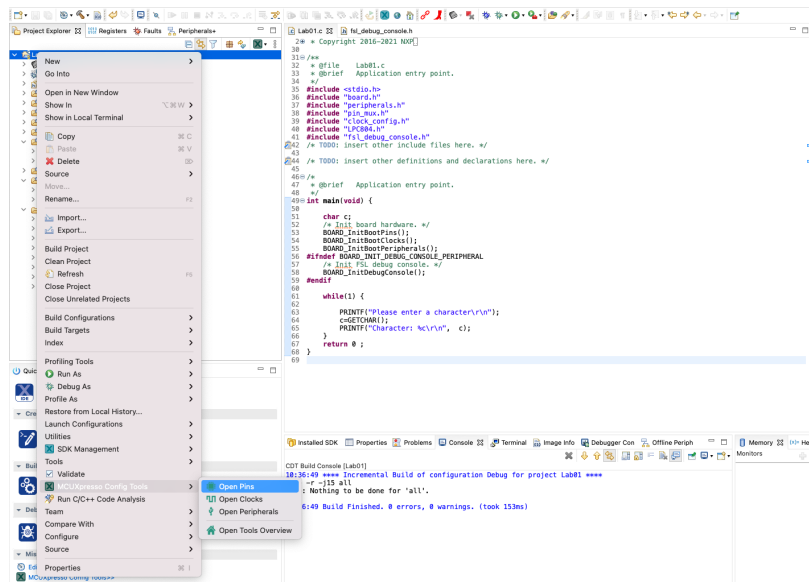 Project Explorer
Registers
Faults
Peripherals+
New
Go Into
Open in New Window
Show In ⌥⌘W
Show in Local Terminal
Copy ⌘C
Paste ⌘V
Delete
Source
Move...
Rename... F2
Import...
Export...
Build Project
Clean Project
Refresh F5
Close Project
Close Unrelated Projects
Build Configurations
Build Targets
Index
Profiling Tools
Run As
Debug As
Profile As
Restore from Local History...
Launch Configurations
Utilities
SDK Management
Tools
Validate
MCUXpresso Config Tools
Run C/C++ Code Analysis
Team
Compare With
Configure
Source
Properties ⌘I
Open Pins
Open Clocks
Open Peripherals
Open Tools Overview
Quic
IDE
Cre
Buil
Deb
Mis
Edi
MCUXpresso Config Tools>>
Lab01.c
fsl_debug_console.h
2 * Copyright 2016-2021 NXP
30
31 /**
32 * @file Lab01.c
33 * @brief Application entry point.
34 */
35 #include <stdio.h>
36 #include "board.h"
37 #include "peripherals.h"
38 #include "pin_mux.h"
39 #include "clock_config.h"
40 #include "LPC804.h"
41 #include "fsl_debug_console.h"
42 /* TODO: insert other include files here. */
43
44 /* TODO: insert other definitions and declarations here. */
45
46 /*
47 * @brief Application entry point.
48 */
49 int main(void) {
50
51 char c;
52 /* Init board hardware. */
53 BOARD_InitBootPins();
54 BOARD_InitBootClocks();
55 BOARD_InitBootPeripherals();
56 #ifndef BOARD_INIT_DEBUG_CONSOLE_PERIPHERAL
57 /* Init FSL debug console. */
58 BOARD_InitDebugConsole();
59 #endif
60
61 while(1) {
62
63 PRINTF("Please enter a character\r\n");
64 c=GETCHAR();
65 PRINTF("Character: %c\r\n", c);
66 }
67 return 0 ;
68 }
69
Installed SDK
Properties
Problems
Console
Terminal
Image Info
Debugger Con
Offline Periph
Memory
He
Monitors
CDT Build Console [Lab01]
10:36:49 **** Incremental Build of configuration Debug for project Lab01 ****
-r -j15 all
: Nothing to be done for 'all'.
6:49 Build Finished. 0 errors, 0 warnings. (took 153ms)